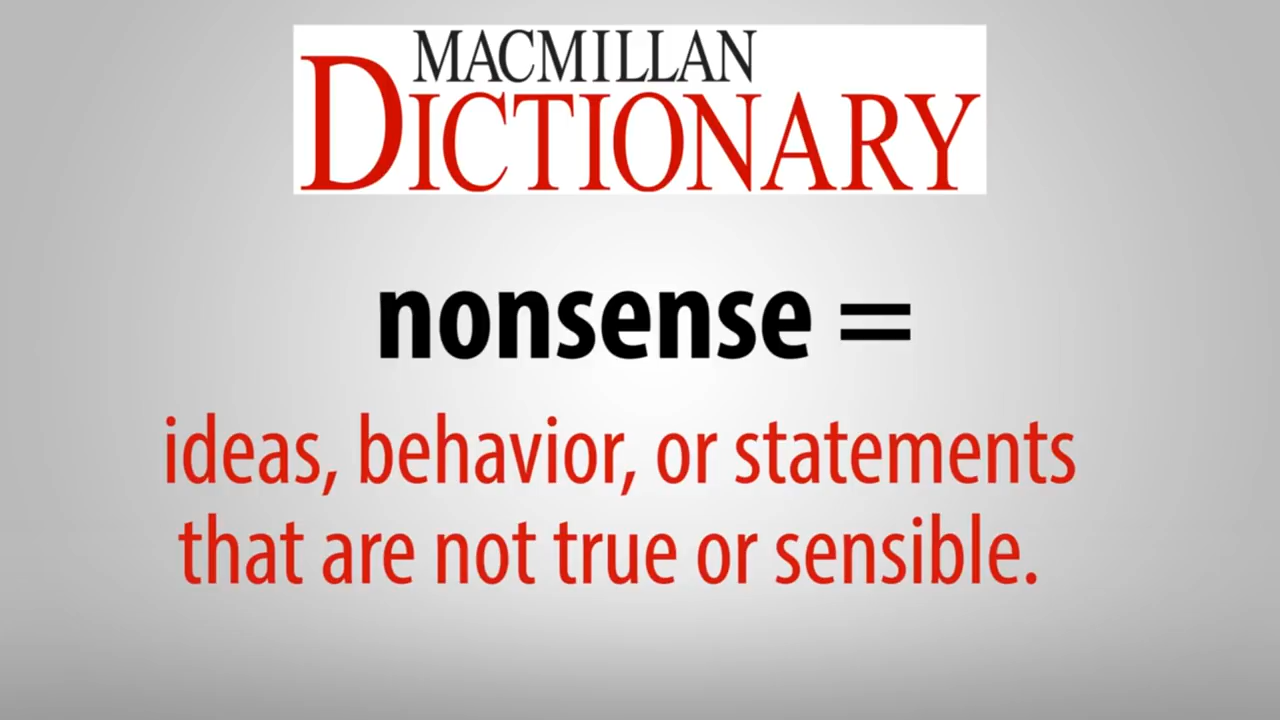 MACMILLAN
DICTIONARY
nonsense =
ideas, behavior, or statements
that are not true or sensible.